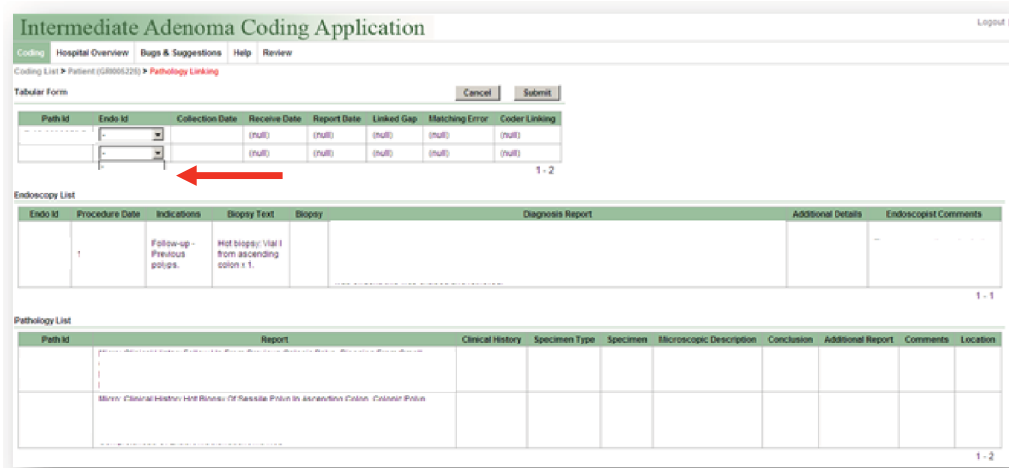 Intermediate Adenoma Coding Application
Logout
Coding Hospital Overview Bugs & Suggestions Help Review
Coding List > Patient (GRI005226) > Pathology Linking
Tabular Form Cancel Submit
Path Id Endo Id Collection Date Receive Date Report Date Linked Gap Matching Error Coder Linking
- (null) (null) (null) (null) (null)
- (null) (null) (null) (null) (null)
-
1 - 2
Endoscopy List
Endo Id Procedure Date Indications Biopsy Text Biopsy Diagnosis Report Additional Details Endoscopist Comments
Follow-up - Previous polyps.
Hot biopsy; Vial 1 from ascending colon x 1.
1 - 1
Pathology List
Path Id Report Clinical History Specimen Type Specimen Microscopic Description Conclusion Additional Report Comments Location
Micro: Clinical History Hot Biopsy Of Sessile Polyp In Ascending Colon. Colonic Polyp
1 - 2